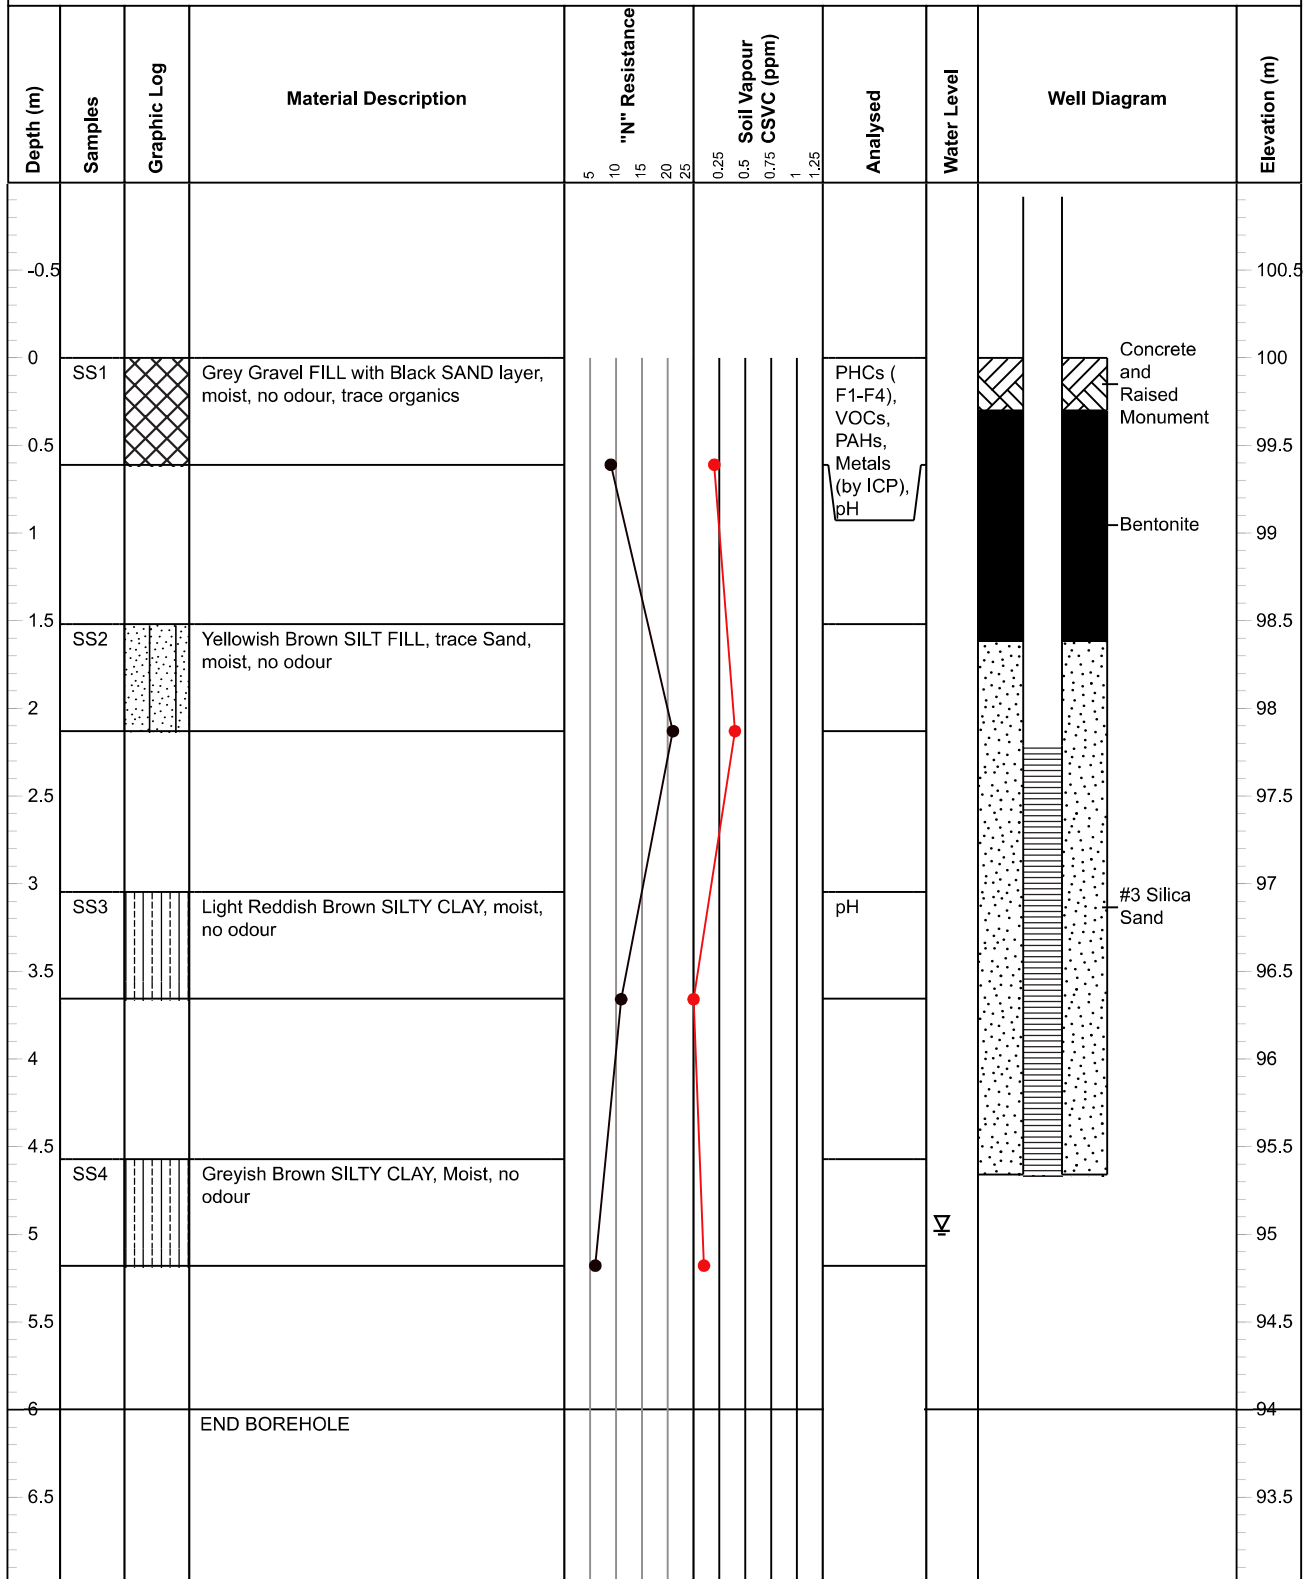 Depth (m)
Samples
Graphic Log
Material Description
"N" Resistance
Soil Vapour
CSVC (ppm)
Analysed
Water Level
Well Diagram
Elevation (m)
5
10
15
20
25
0.25
0.5
0.75
1
1.25
-0.5
100.5
0
100
SS1
Grey Gravel FILL with Black SAND layer,
moist, no odour, trace organics
PHCs (
F1-F4),
VOCs,
PAHs,
Metals
(by ICP),
pH
Concrete
and
Raised
Monument
0.5
99.5
1
Bentonite
99
1.5
98.5
SS2
Yellowish Brown SILT FILL, trace Sand,
moist, no odour
2
98
2.5
97.5
3
97
SS3
Light Reddish Brown SILTY CLAY, moist,
no odour
pH
#3 Silica
Sand
3.5
96.5
4
96
4.5
95.5
SS4
Greyish Brown SILTY CLAY, Moist, no
odour
5
95
5.5
94.5
6
94
END BOREHOLE
6.5
93.5